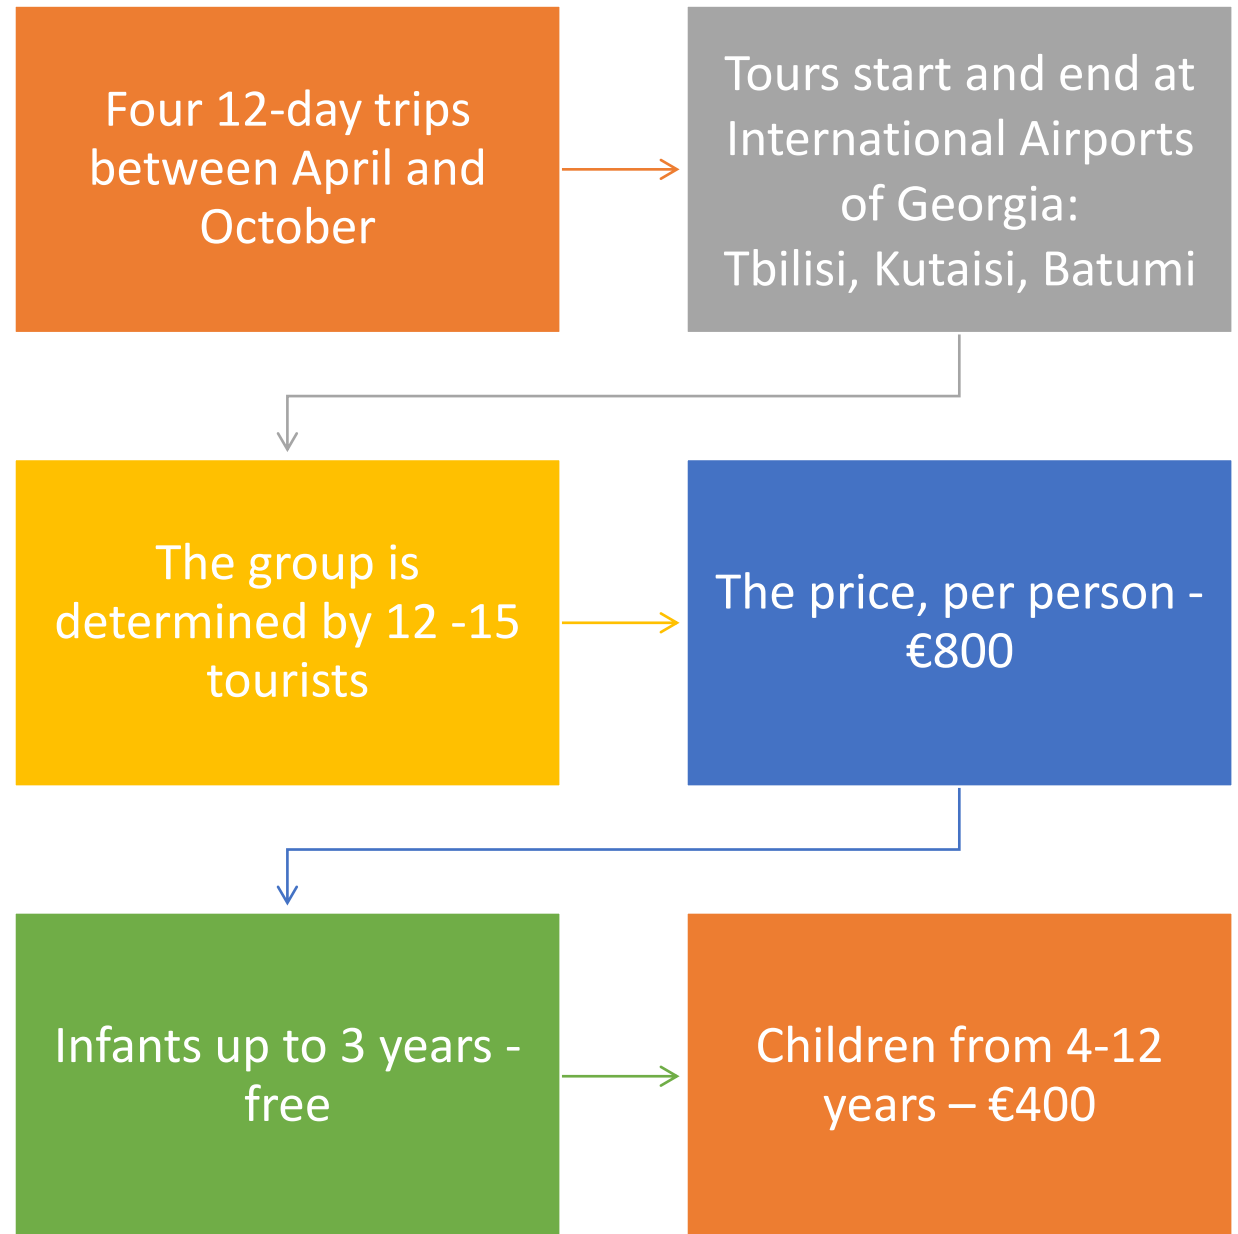 Four 12-day trips
between April and
October
Tours start and end at
International Airports
of Georgia:
Tbilisi, Kutaisi, Batumi
The group is
determined by 12 -15
tourists
The price, per person -
€800
Infants up to 3 years -
free
Children from 4-12
years – €400